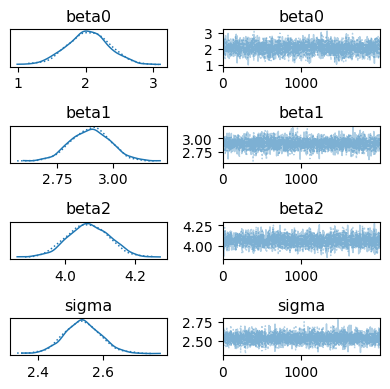 beta0 beta0
3
2
1
1 2 3 0 1000
beta1 beta1
3.00
2.75
2.75 3.00 0 1000
beta2 beta2
4.25
4.00
4.0 4.2 0 1000
sigma sigma
2.75
2.50
2.4 2.6 0 1000